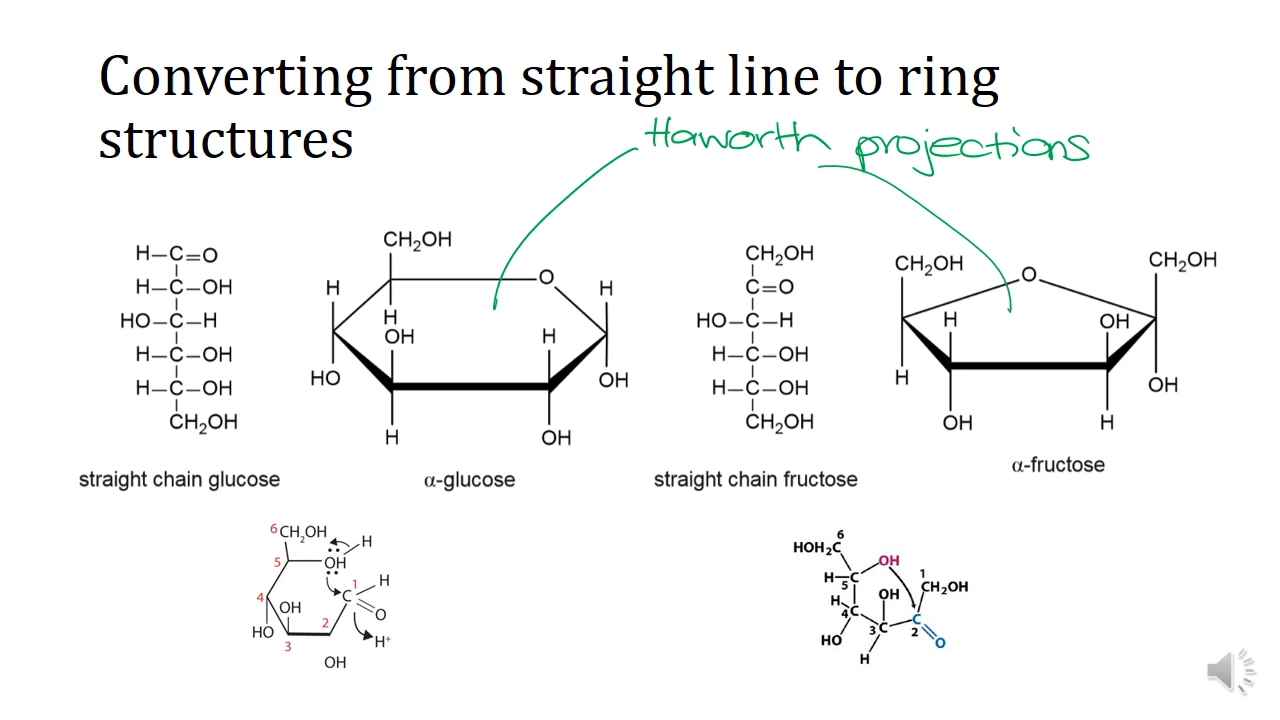 Converting from straight line to ring
structures
Haworth projections
H–C=O
H–C–OH
HO–C–H
H–C–OH
H–C–OH
CH₂OH
straight chain glucose
CH₂OH
O
H
H
H
OH
H
HO
OH
H
OH
α-glucose
CH₂OH
C=O
HO–C–H
H–C–OH
H–C–OH
CH₂OH
straight chain fructose
CH₂OH
O
CH₂OH
H
OH
H
OH
OH
H
α-fructose
6 CH₂OH
H
5
OH
1
H
4
C
OH
O
2
HO
H⁺
3
OH
6
HOH₂C
OH
1
H–C
5
CH₂OH
OH
H
C
4
C
HO
3
C
2
O
H